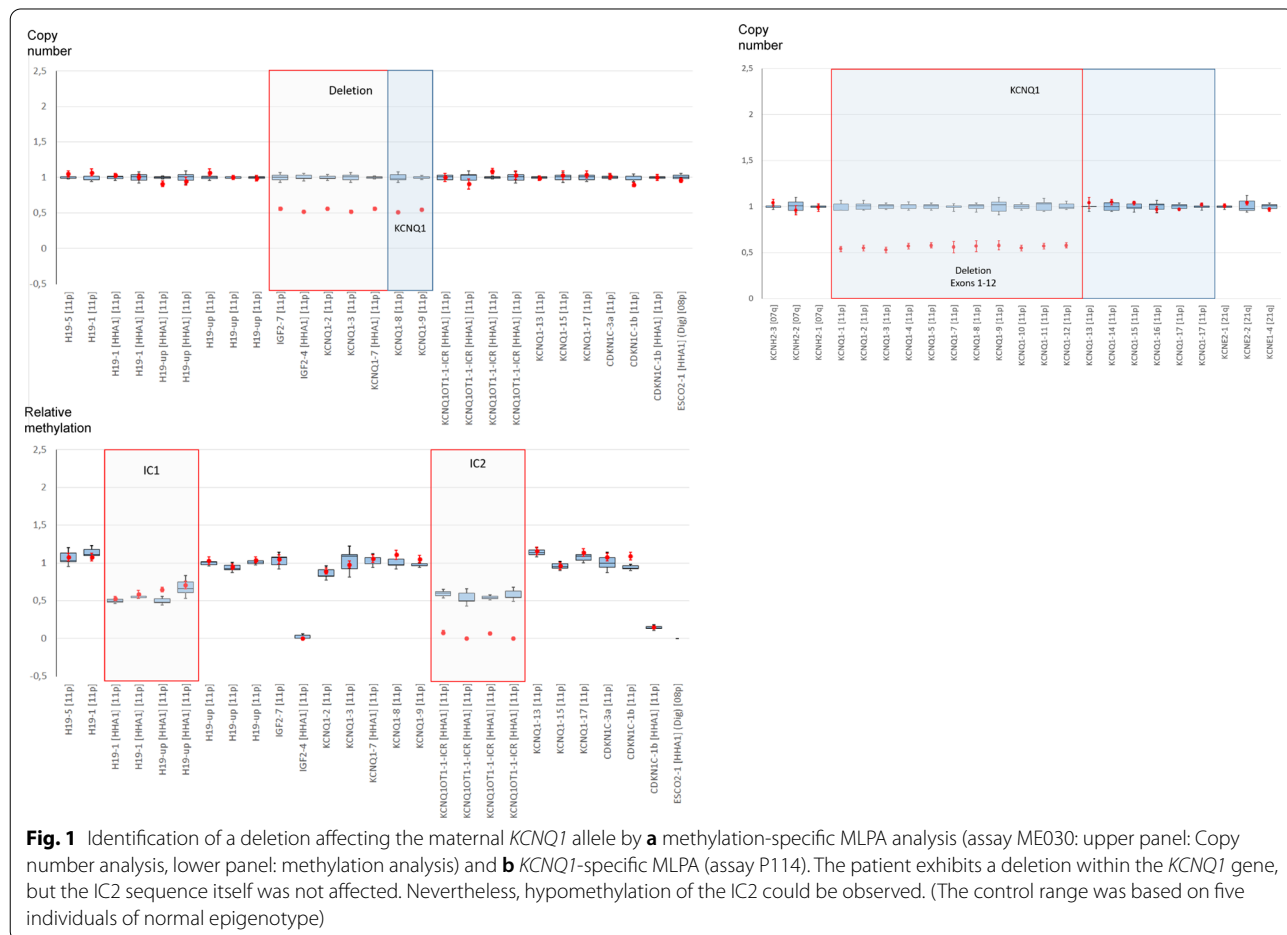 Copy
number
2,5
2
1,5
1
0,5
0
-0,5
Deletion
KCNQ1
H19-5 [11p]
H19-1 [11p]
H19-1 [HHA1] [11p]
H19-1 [HHA1] [11p]
H19-up [HHA1] [11p]
H19-up [HHA1] [11p]
H19-up [11p]
H19-up [11p]
H19-up [11p]
IGF2-7 [11p]
IGF2-4 [HHA1] [11p]
KCNQ1-2 [11p]
KCNQ1-3 [11p]
KCNQ1-7 [HHA1] [11p]
KCNQ1-8 [11p]
KCNQ1-9 [11p]
KCNQ1OT1-1-ICR [HHA1] [11p]
KCNQ1OT1-1-ICR [HHA1] [11p]
KCNQ1OT1-1-ICR [HHA1] [11p]
KCNQ1OT1-1-ICR [HHA1] [11p]
KCNQ1-13 [11p]
KCNQ1-15 [11p]
KCNQ1-17 [11p]
CDKN1C-3a [11p]
CDKN1C-1b [11p]
CDKN1C-1b [HHA1] [11p]
ESCO2-1 [HHA1] (Dig) [08p]
Copy
number
2,5
2
1,5
1
0,5
0
KCNQ1
Deletion
Exons 1-12
KCNH2-3 [07q]
KCNH2-2 [07q]
KCNH2-1 [07q]
KCNQ1-1 [11p]
KCNQ1-2 [11p]
KCNQ1-3 [11p]
KCNQ1-4 [11p]
KCNQ1-5 [11p]
KCNQ1-7 [11p]
KCNQ1-8 [11p]
KCNQ1-9 [11p]
KCNQ1-10 [11p]
KCNQ1-11 [11p]
KCNQ1-12 [11p]
KCNQ1-13 [11p]
KCNQ1-14 [11p]
KCNQ1-15 [11p]
KCNQ1-16 [11p]
KCNQ1-17 [11p]
KCNQ1-17 [11p]
KCNE2-1 [21q]
KCNE2-2 [21q]
KCNE1-4 [21q]
Relative
methylation
2,5
2
1,5
1
0,5
0
-0,5
IC1
IC2
H19-5 [11p]
H19-1 [11p]
H19-1 [HHA1] [11p]
H19-1 [HHA1] [11p]
H19-up [HHA1] [11p]
H19-up [HHA1] [11p]
H19-up [11p]
H19-up [11p]
H19-up [11p]
IGF2-7 [11p]
IGF2-4 [HHA1] [11p]
KCNQ1-2 [11p]
KCNQ1-3 [11p]
KCNQ1-7 [HHA1] [11p]
KCNQ1-8 [11p]
KCNQ1-9 [11p]
KCNQ1OT1-1-ICR [HHA1] [11p]
KCNQ1OT1-1-ICR [HHA1] [11p]
KCNQ1OT1-1-ICR [HHA1] [11p]
KCNQ1OT1-1-ICR [HHA1] [11p]
KCNQ1-13 [11p]
KCNQ1-15 [11p]
KCNQ1-17 [11p]
CDKN1C-3a [11p]
CDKN1C-1b [11p]
CDKN1C-1b [HHA1] [11p]
ESCO2-1 [HHA1] (Dig) [08p]
Fig. 1 Identification of a deletion affecting the maternal KCNQ1 allele by a methylation-specific MLPA analysis (assay ME030: upper panel: Copy
number analysis, lower panel: methylation analysis) and b KCNQ1-specific MLPA (assay P114). The patient exhibits a deletion within the KCNQ1 gene,
but the IC2 sequence itself was not affected. Nevertheless, hypomethylation of the IC2 could be observed. (The control range was based on five
individuals of normal epigenotype)